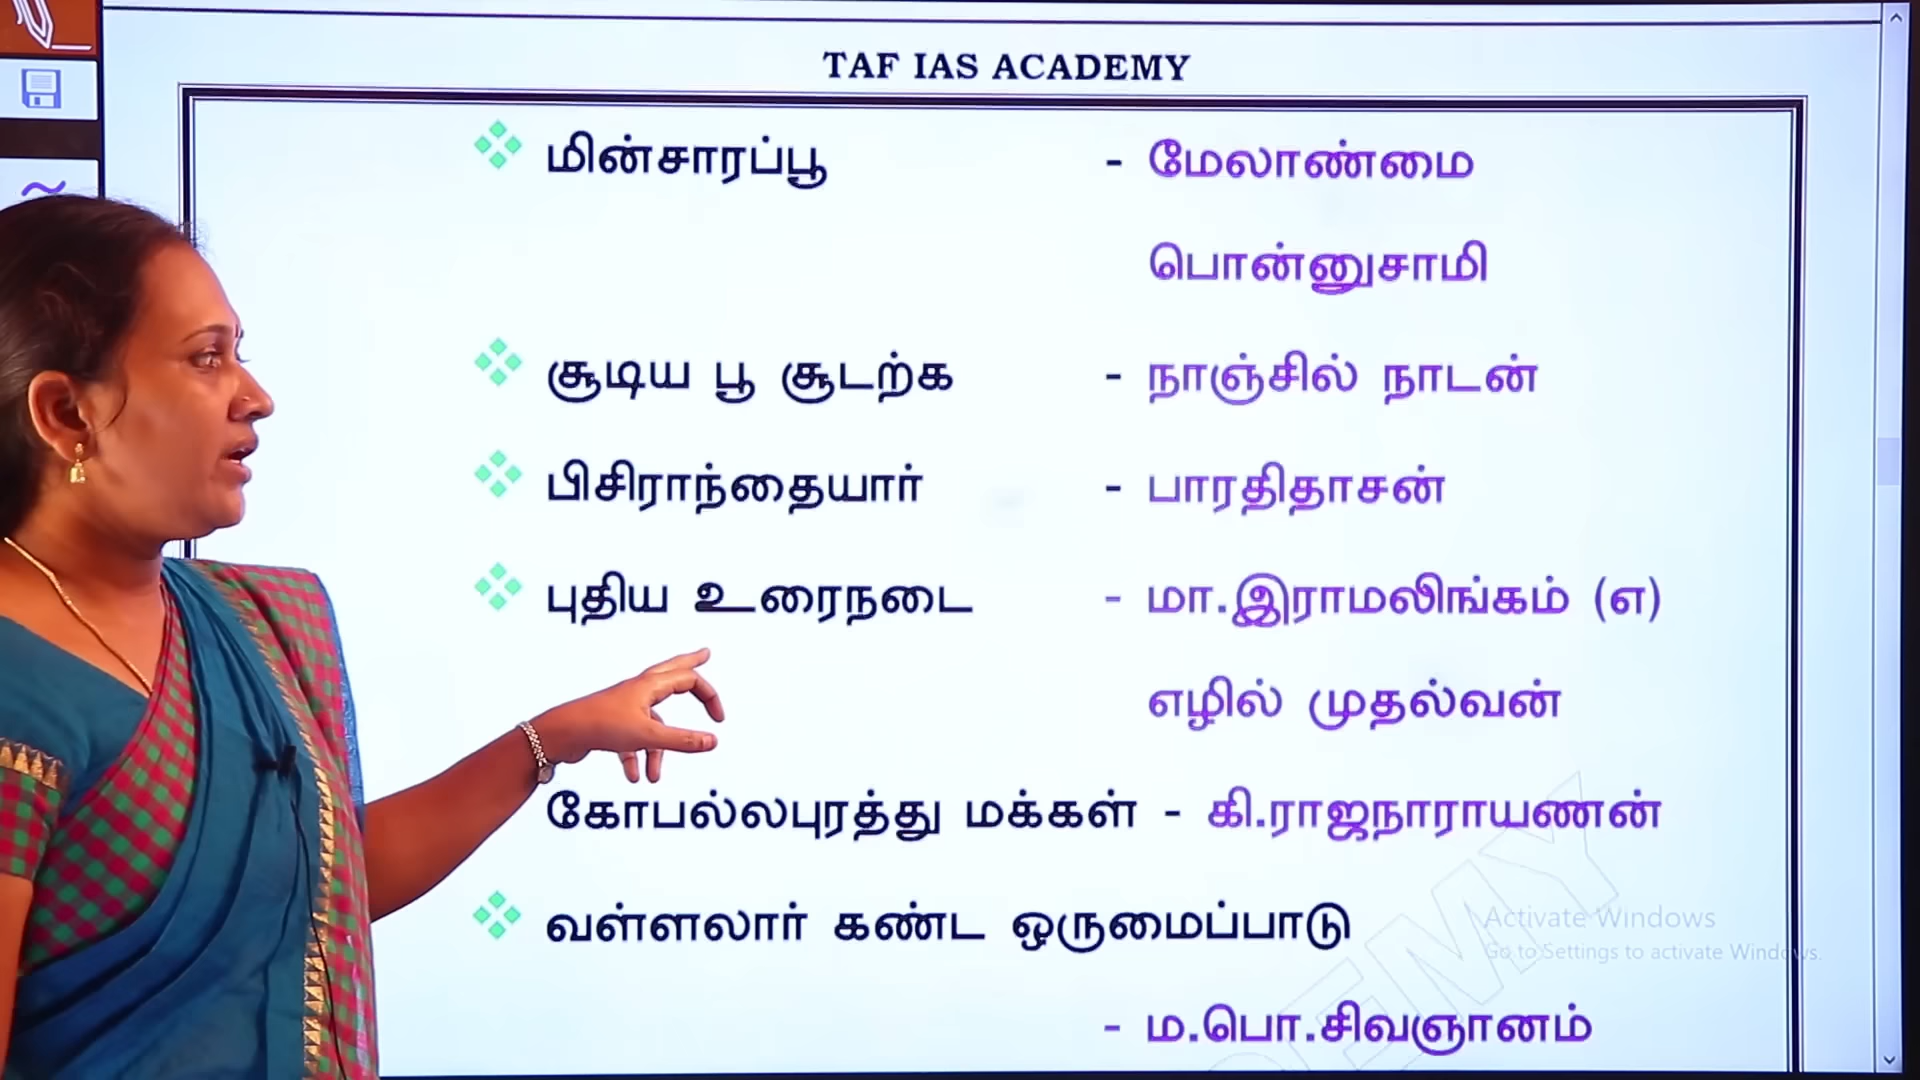 TAF IAS ACADEMY
மின்சாரப்பூ - மேலாண்மை
பொன்னுசாமி
சூடிய பூ சூடற்க - நாஞ்சில் நாடன்
பிசிராந்தையார் - பாரதிதாசன்
புதிய உரைநடை - மா.இராமலிங்கம் (எ)
எழில் முதல்வன்
கோபல்லபுரத்து மக்கள் - கி.ராஜநாராயணன்
வள்ளலார் கண்ட ஒருமைப்பாடு
Activate Windows
Go to Settings to activate Windows.
- ம.பொ.சிவஞானம்